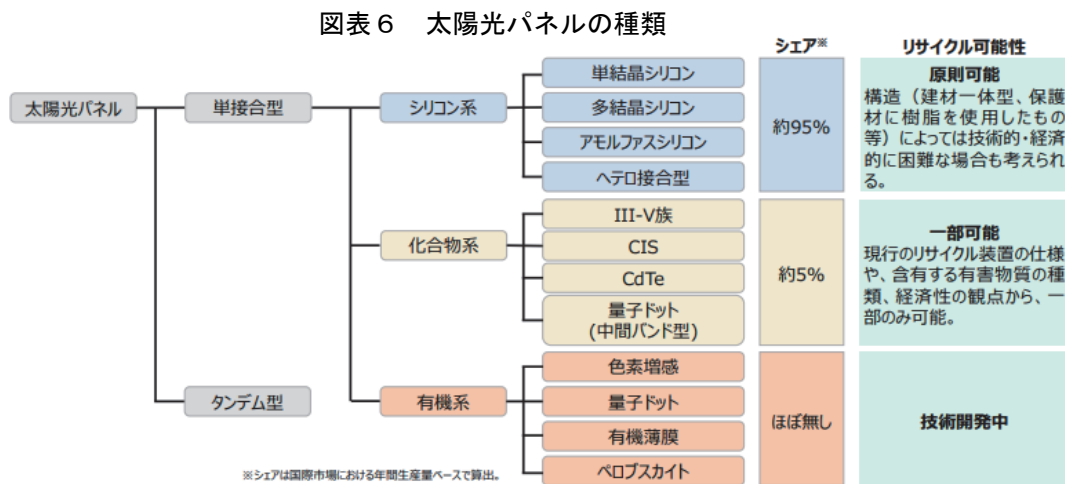 図表６　太陽光パネルの種類
シェア※
リサイクル可能性
太陽光パネル
単接合型
シリコン系
単結晶シリコン
多結晶シリコン
アモルファスシリコン
ヘテロ接合型
約95%
原則可能
構造（建材一体型、保護
材に樹脂を使用したもの
等）によっては技術的・経済
的に困難な場合も考えられ
る。
化合物系
III-V族
CIS
CdTe
量子ドット
(中間バンド型)
約5%
一部可能
現行のリサイクル装置の仕様
や、含有する有害物質の種
類、経済性の観点から、一
部のみ可能。
タンデム型
有機系
色素増感
量子ドット
有機薄膜
ペロブスカイト
ほぼ無し
技術開発中
※シェアは国際市場における年間生産量ベースで算出。